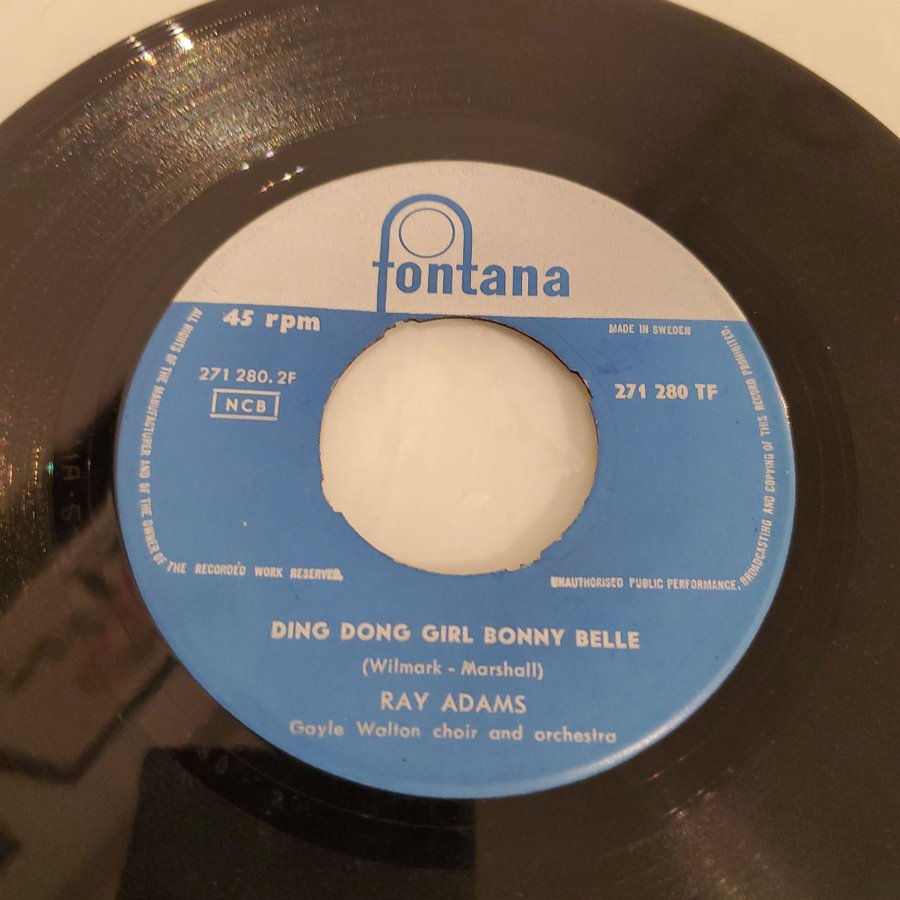 fontana
45 rpm
MADE IN SWEDEN
271 280.2F
271 280 TF
NCB
ALL RIGHTS OF THE MANUFACTURER AND OF THE OWNER OF THE RECORDED WORK RESERVED.
UNAUTHORISED PUBLIC PERFORMANCE, BROADCASTING AND COPYING OF THIS RECORD PROHIBITED.
DING DONG GIRL BONNY BELLE
(Wilmark - Marshall)
RAY ADAMS
Gayle Walton choir and orchestra